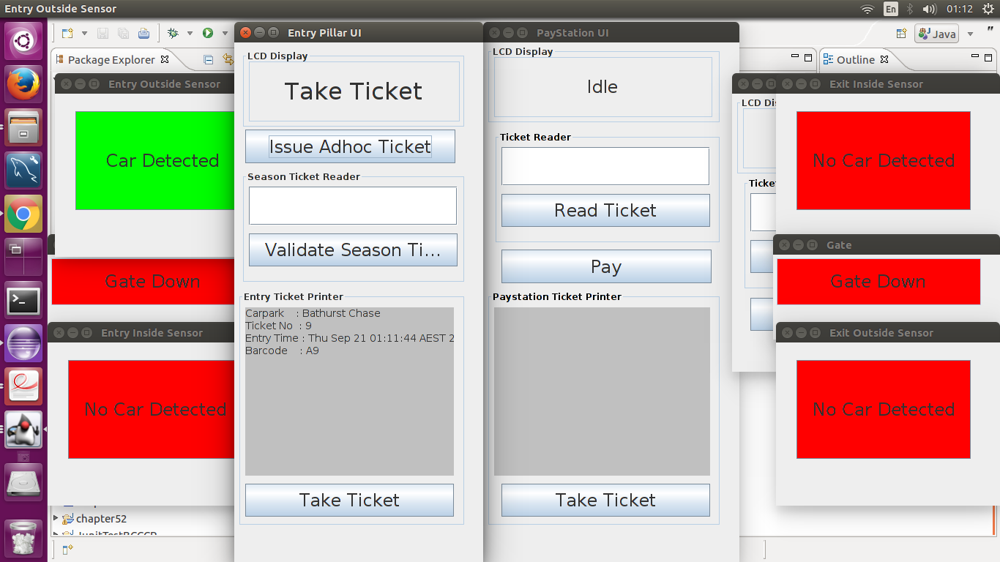 Entry Outside Sensor
En
01:12
Java
Package Explorer
Outline
Entry Outside Sensor
Car Detected
Gate Down
Entry Inside Sensor
No Car Detected
chapter52
JunitTestBCCCP
Entry Pillar UI
LCD Display
Take Ticket
Issue Adhoc Ticket
Season Ticket Reader
Validate Season Ti...
Entry Ticket Printer
Carpark : Bathurst Chase
Ticket No : 9
Entry Time : Thu Sep 21 01:11:44 AEST 2
Barcode : A9
Take Ticket
PayStation UI
LCD Display
Idle
Ticket Reader
Read Ticket
Pay
Paystation Ticket Printer
Take Ticket
LCD Di
Ticket
Exit Inside Sensor
No Car Detected
Gate
Gate Down
Exit Outside Sensor
No Car Detected